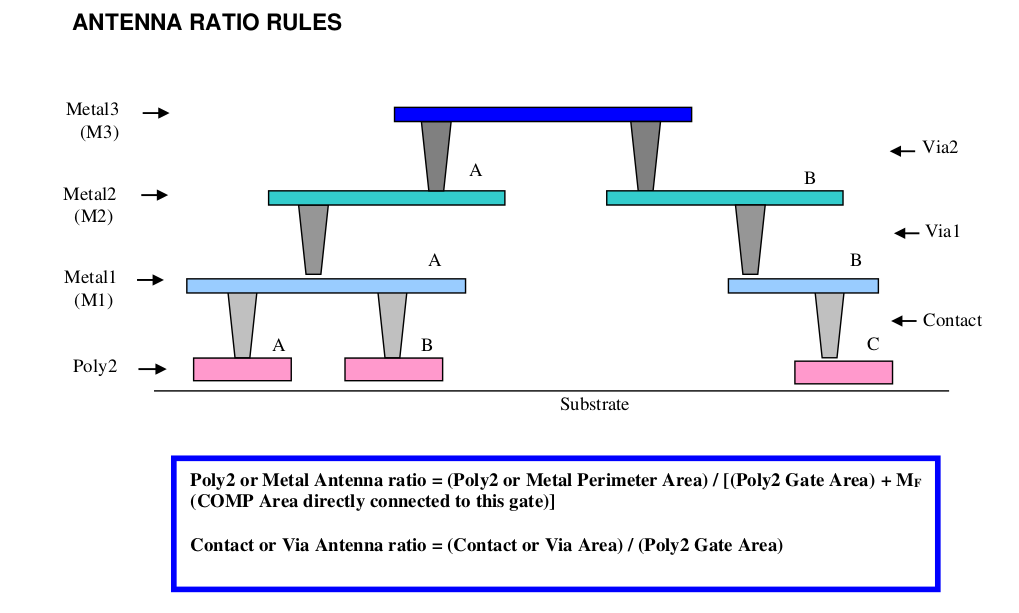 ANTENNA RATIO RULES
Metal3
(M3)
Via2
A
B
Metal2
(M2)
Via1
A
B
Metal1
(M1)
Contact
A
B
C
Poly2
Substrate
Poly2 or Metal Antenna ratio = (Poly2 or Metal Perimeter Area) / [(Poly2 Gate Area) + MF
(COMP Area directly connected to this gate)]
Contact or Via Antenna ratio = (Contact or Via Area) / (Poly2 Gate Area)